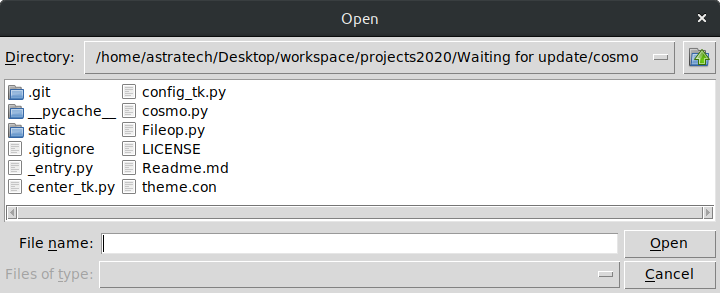 Open
Directory: /home/astratech/Desktop/workspace/projects2020/Waiting for update/cosmo
.git
__pycache__
static
.gitignore
_entry.py
center_tk.py
config_tk.py
cosmo.py
Fileop.py
LICENSE
Readme.md
theme.con
File name: Open
Files of type: Cancel